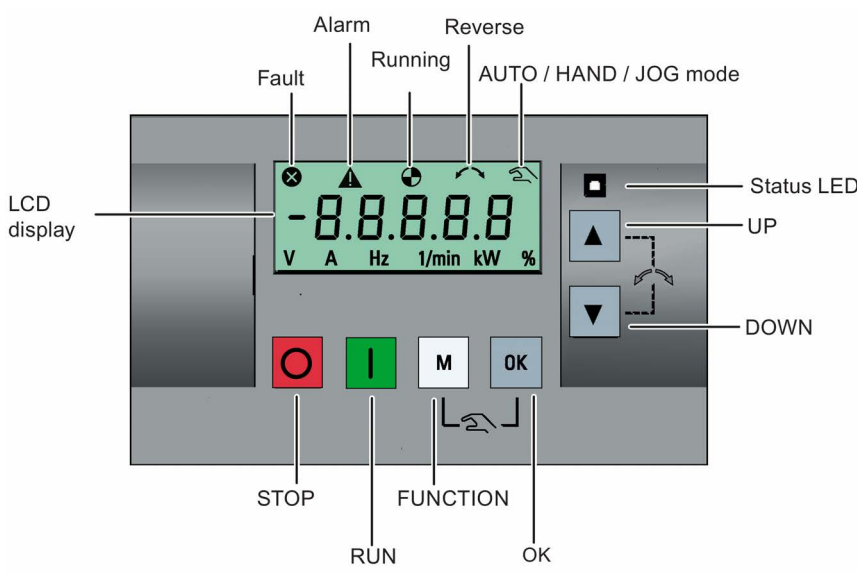 Alarm
Reverse
Running
Fault
AUTO / HAND / JOG mode
LCD
display
-8.8.8.8.8
V A Hz 1/min kW %
Status LED
UP
DOWN
M OK
STOP
FUNCTION
RUN
OK